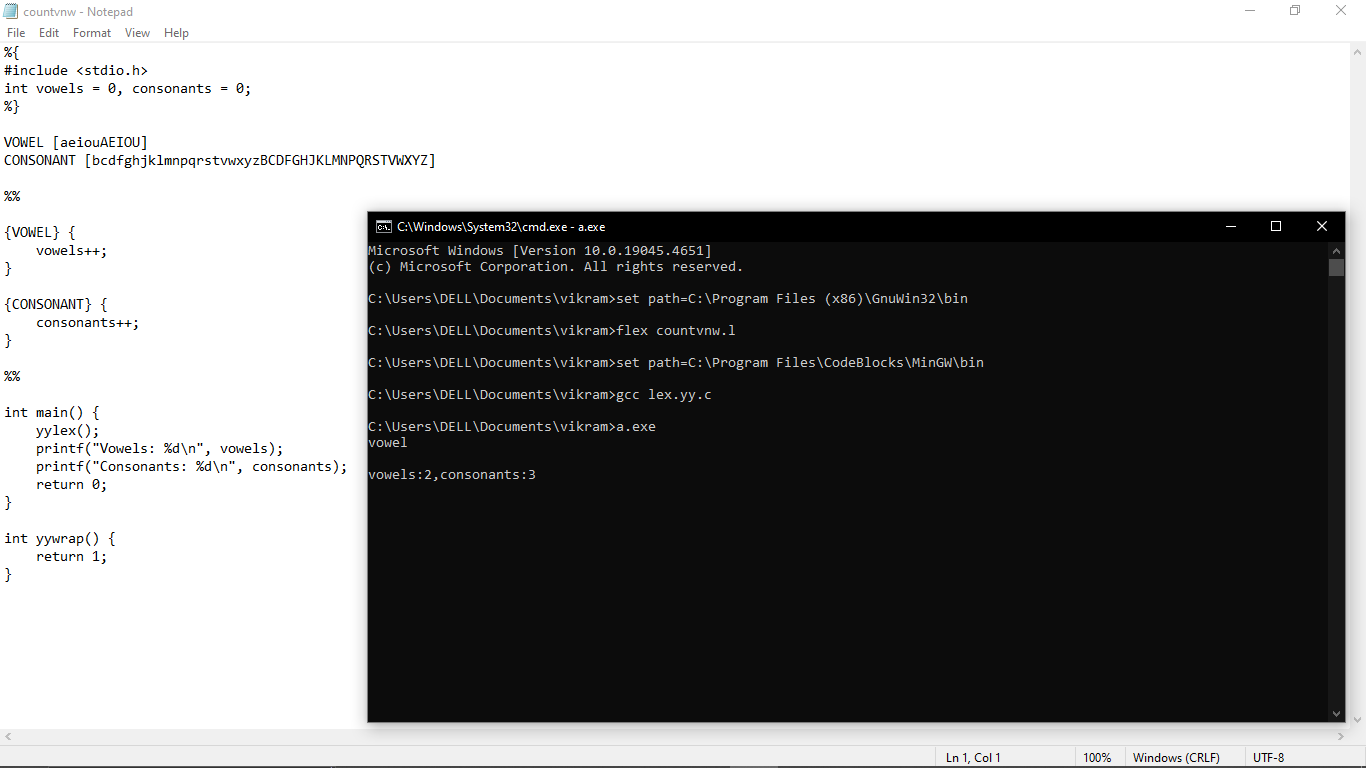 countvnw - Notepad
File Edit Format View Help
%{
#include <stdio.h>
int vowels = 0, consonants = 0;
%}
VOWEL [aeiouAEIOU]
CONSONANT [bcdfghjklmnpqrstvwxyzBCDFGHJKLMNPQRSTVWXYZ]
%%
{VOWEL} {
    vowels++;
}
{CONSONANT} {
    consonants++;
}
%%
int main() {
    yylex();
    printf("Vowels: %d\n", vowels);
    printf("Consonants: %d\n", consonants);
    return 0;
}
int yywrap() {
    return 1;
}
C:\Windows\System32\cmd.exe - a.exe
Microsoft Windows [Version 10.0.19045.4651]
(c) Microsoft Corporation. All rights reserved.
C:\Users\DELL\Documents\vikram>set path=C:\Program Files (x86)\GnuWin32\bin
C:\Users\DELL\Documents\vikram>flex countvnw.l
C:\Users\DELL\Documents\vikram>set path=C:\Program Files\CodeBlocks\MinGW\bin
C:\Users\DELL\Documents\vikram>gcc lex.yy.c
C:\Users\DELL\Documents\vikram>a.exe
vowel
vowels:2,consonants:3
Ln 1, Col 1 100% Windows (CRLF) UTF-8